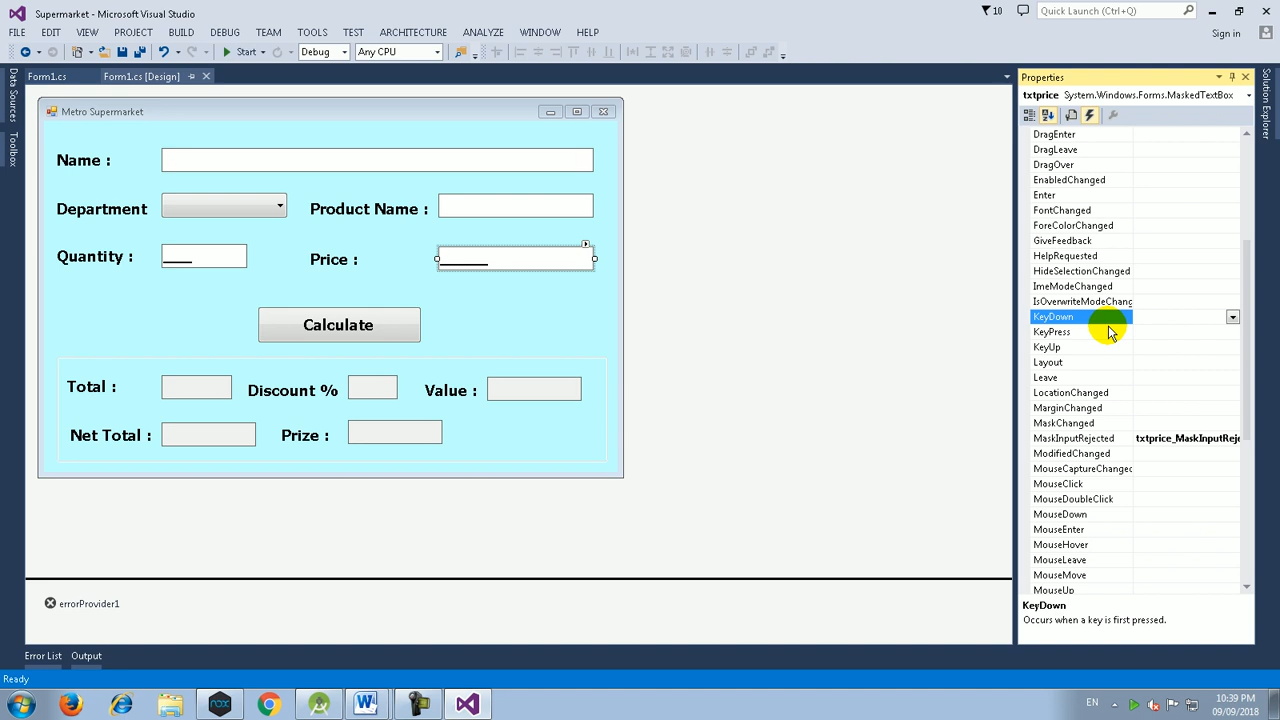 Supermarket - Microsoft Visual Studio
10
Quick Launch (Ctrl+Q)
FILE EDIT VIEW PROJECT BUILD DEBUG TEAM TOOLS TEST ARCHITECTURE ANALYZE WINDOW HELP
Sign in
Start Debug Any CPU
Data Sources
Toolbox
Form1.cs
Form1.cs [Design]
Metro Supermarket
Name :
Department
Product Name :
Quantity :
Price :
Calculate
Total :
Discount %
Value :
Net Total :
Prize :
errorProvider1
Properties
txtprice System.Windows.Forms.MaskedTextBox
DragEnter
DragLeave
DragOver
EnabledChanged
Enter
FontChanged
ForeColorChanged
GiveFeedback
HelpRequested
HideSelectionChanged
ImeModeChanged
IsOverwriteModeChang
KeyDown
KeyPress
KeyUp
Layout
Leave
LocationChanged
MarginChanged
MaskChanged
MaskInputRejected txtprice_MaskInputReje
ModifiedChanged
MouseCaptureChanged
MouseClick
MouseDoubleClick
MouseDown
MouseEnter
MouseHover
MouseLeave
MouseMove
MouseUp
KeyDown
Occurs when a key is first pressed.
Solution Explorer
Error List Output
Ready
nox
EN
10:39 PM
09/09/2018